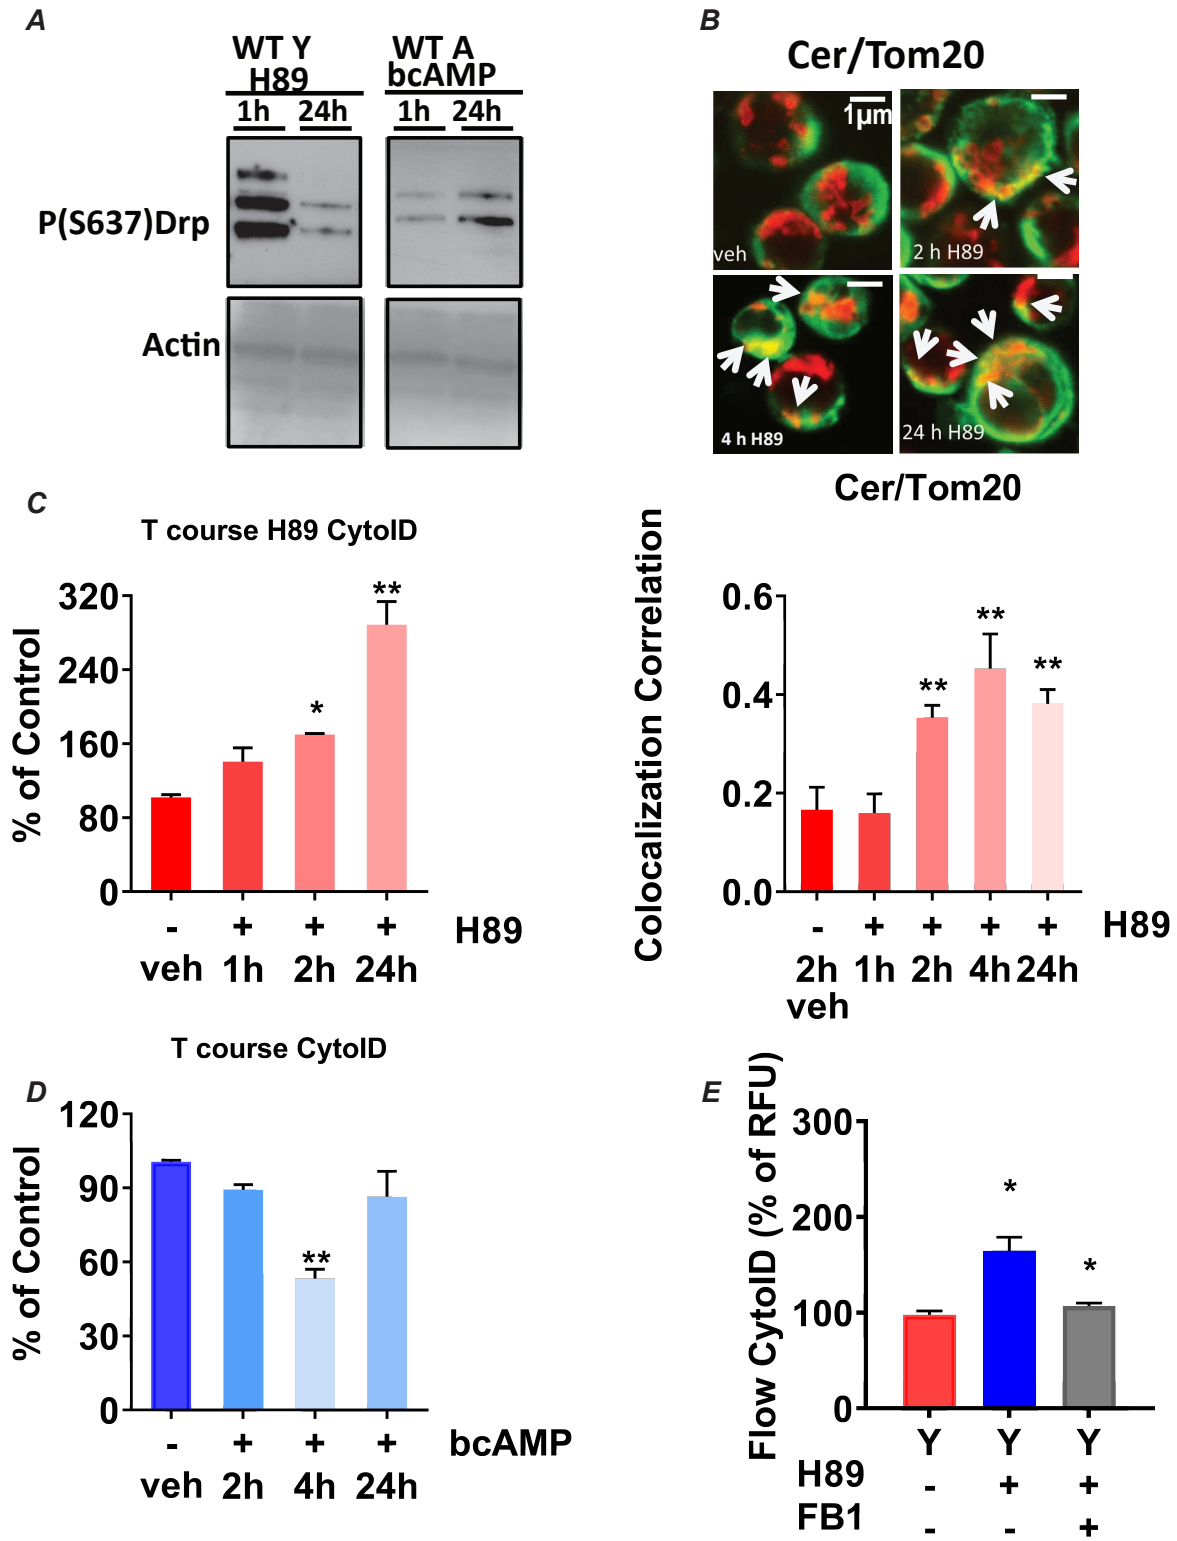 A
WT Y
H89
1h 24h
WT A
bcAMP
1h 24h
P(S637)Drp
Actin
B
Cer/Tom20
1µm
veh
2 h H89
4 h H89
24 h H89
C
T course H89 CytoID
% of Control
320
240
160
80
0
**
*
- + + + H89
veh 1h 2h 24h
Cer/Tom20
Colocalization Correlation
0.6
0.4
0.2
0.0
**
**
**
- + + + + H89
2h 1h 2h 4h 24h
veh
D
T course CytoID
% of Control
120
90
60
30
0
**
- + + + bcAMP
veh 2h 4h 24h
E
Flow CytoID (% of RFU)
300
200
100
0
*
*
Y Y Y
H89 - + +
FB1 - - +